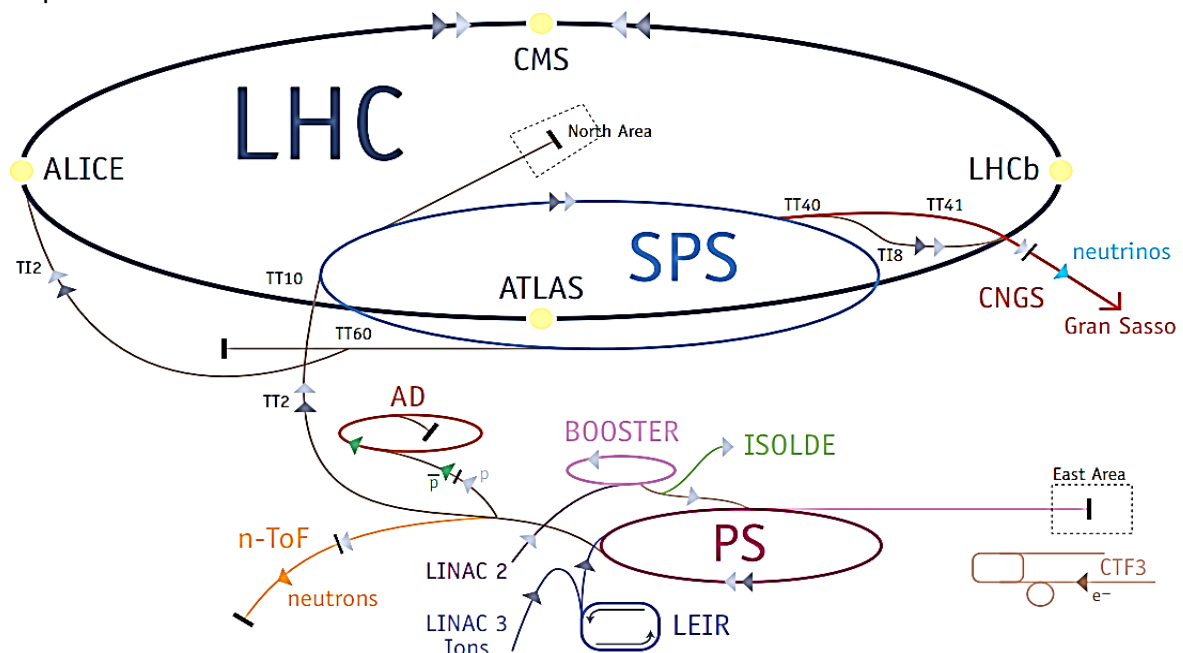 CMS
LHC
North Area
ALICE
LHCb
TT40
TT41
SPS
TI8
neutrinos
TI2
TT10
ATLAS
CNGS
Gran Sasso
TT60
TT2
AD
BOOSTER
ISOLDE
p
p
East Area
n-ToF
PS
LINAC 2
CTF3
neutrons
e−
LINAC 3
Ions
LEIR